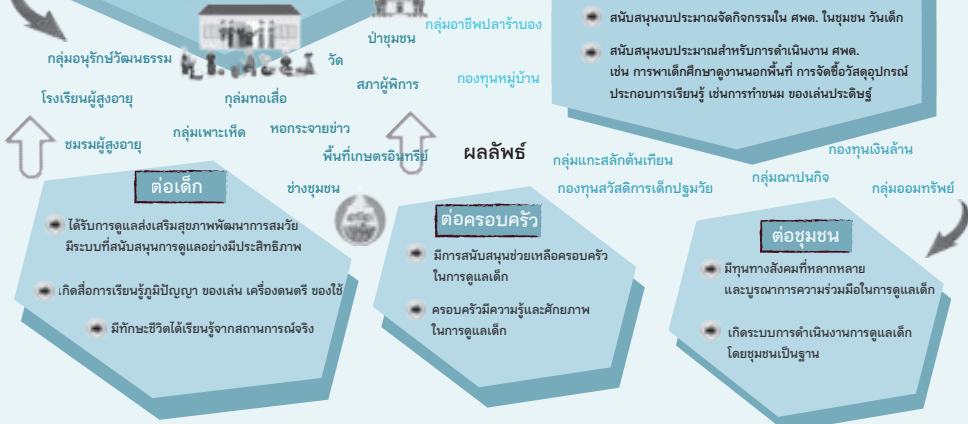 สนับสนุนงบประมาณจัดกิจกรรมใน ศพด. ในชุมชน วันเด็ก
สนับสนุนงบประมาณสำหรับการดำเนินงาน ศพด.
เช่น การพาเด็กศึกษาดูงานนอกพื้นที่ การจัดซื้อวัสดุอุปกรณ์
ประกอบการเรียนรู้ เช่นการทำขนม ของเล่นประดิษฐ์
กลุ่มอาชีพปลาร้าบอง
ป่าชุมชน
กลุ่มอนุรักษ์วัฒนธรรม
วัด
สภาผู้พิการ
กองทุนหมู่บ้าน
โรงเรียนผู้สูงอายุ
กุล่มทอเสื่อ
ชมรมผู้สูงอายุ
กลุ่มเพาะเห็ด
หอกระจายข่าว
พื้นที่เกษตรอินทรีย์
ผลลัพธ์
กลุ่มแกะสลักต้นเทียน
กองทุนเงินล้าน
ช่างชุมชน
กองทุนสวัสดิการเด็กปฐมวัย
กลุ่มฌาปนกิจ
กลุ่มออมทรัพย์
ต่อเด็ก
ได้รับการดูแลส่งเสริมสุขภาพพัฒนาการสมวัย
มีระบบที่สนับสนุนการดูแลอย่างมีประสิทธิภาพ
เกิดสื่อการเรียนรู้ภูมิปัญญา ของเล่น เครื่องดนตรี ของใช้
มีทักษะชีวิตได้เรียนรู้จากสถานการณ์จริง
ต่อครอบครัว
มีการสนับสนุนช่วยเหลือครอบครัว
ในการดูแลเด็ก
ครอบครัวมีความรู้และศักยภาพ
ในการดูแลเด็ก
ต่อชุมชน
มีทุนทางสังคมที่หลากหลาย
และบูรณาการความร่วมมือในการดูแลเด็ก
เกิดระบบการดำเนินงานการดูแลเด็ก
โดยชุมชนเป็นฐาน